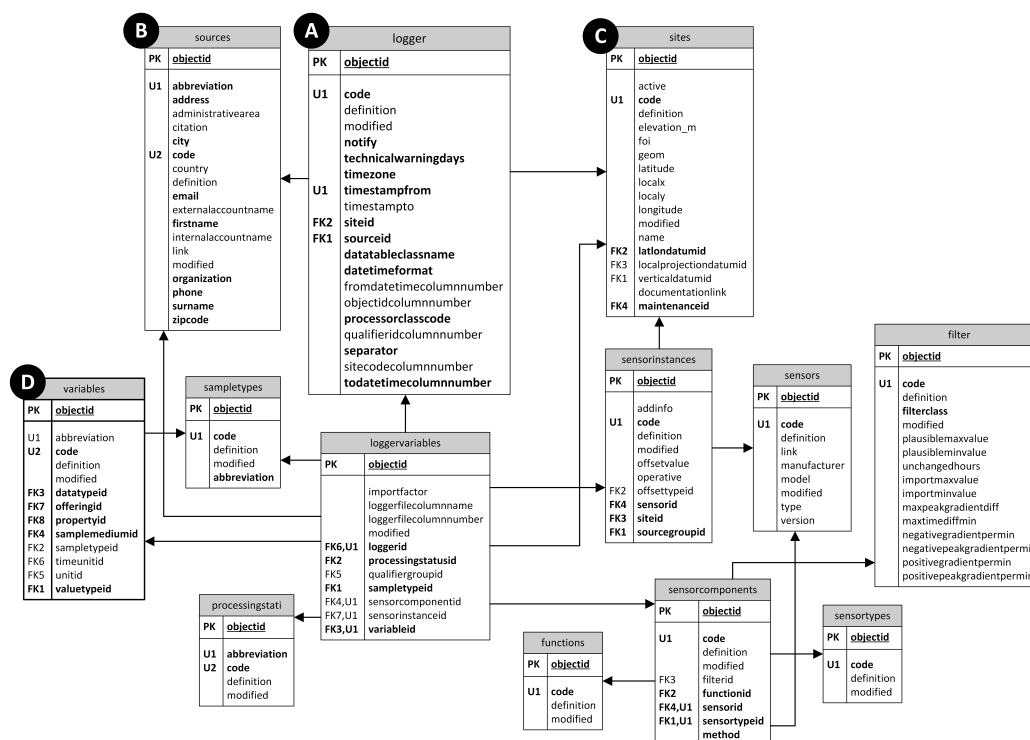 B
sources
PK objectid
U1 abbreviation
address
administrativearea
citation
city
U2 code
country
definition
email
externalaccountname
firstname
internalaccountname
link
modified
organization
phone
surname
zipcode
A
logger
PK objectid
U1 code
definition
modified
notify
technicalwarningdays
timezone
U1 timestampfrom
timestampto
FK2 siteid
FK1 sourceid
datatableclassname
datetimeformat
fromdatetimecolumnnumber
objectidcolumnnumber
processorclasscode
qualifieridcolumnnumber
separator
sitecodecolumnnumber
todatetimecolumnnumber
C
sites
PK objectid
active
U1 code
definition
elevation_m
foi
geom
latitude
localx
localy
longitude
modified
name
FK2 latlondatumid
FK3 localprojectiondatumid
FK1 verticaldatumid
documentationlink
FK4 maintenanceid
D
variables
PK objectid
U1 abbreviation
U2 code
definition
modified
FK3 datatypeid
FK7 offeringid
FK8 propertyid
FK4 samplemediumid
FK2 sampletypeid
FK6 timeunitid
FK5 unitid
FK1 valuetypeid
sampletypes
PK objectid
U1 code
definition
modified
abbreviation
loggervariables
PK objectid
importfactor
loggerfilecolumnname
loggerfilecolumnnumber
modified
FK6,U1 loggerid
FK2 processingstatusid
FK5 qualifiergroupid
FK1 sampletypeid
FK4,U1 sensorcomponentid
FK7,U1 sensorinstanceid
FK3,U1 variableid
sensorinstances
PK objectid
addinfo
U1 code
definition
modified
offsetvalue
operative
FK2 offsettypeid
FK4 sensorid
FK3 siteid
FK1 sourcegroupid
sensors
PK objectid
U1 code
definition
link
manufacturer
model
modified
type
version
filter
PK objectid
U1 code
definition
filterclass
modified
plausiblemaxvalue
plausibleminvalue
unchangedhours
importmaxvalue
importminvalue
maxpeakgradientdiff
maxtimediffmin
negativegradientpermin
negativepeakgradientpermin
positivegradientpermin
positivepeakgradientpermin
processingstati
PK objectid
U1 abbreviation
U2 code
definition
modified
functions
PK objectid
U1 code
definition
modified
sensorcomponents
PK objectid
U1 code
definition
modified
FK3 filterid
FK2 functionid
FK4,U1 sensorid
FK1,U1 sensortypeid
method
sensortypes
PK objectid
U1 code
definition
modified